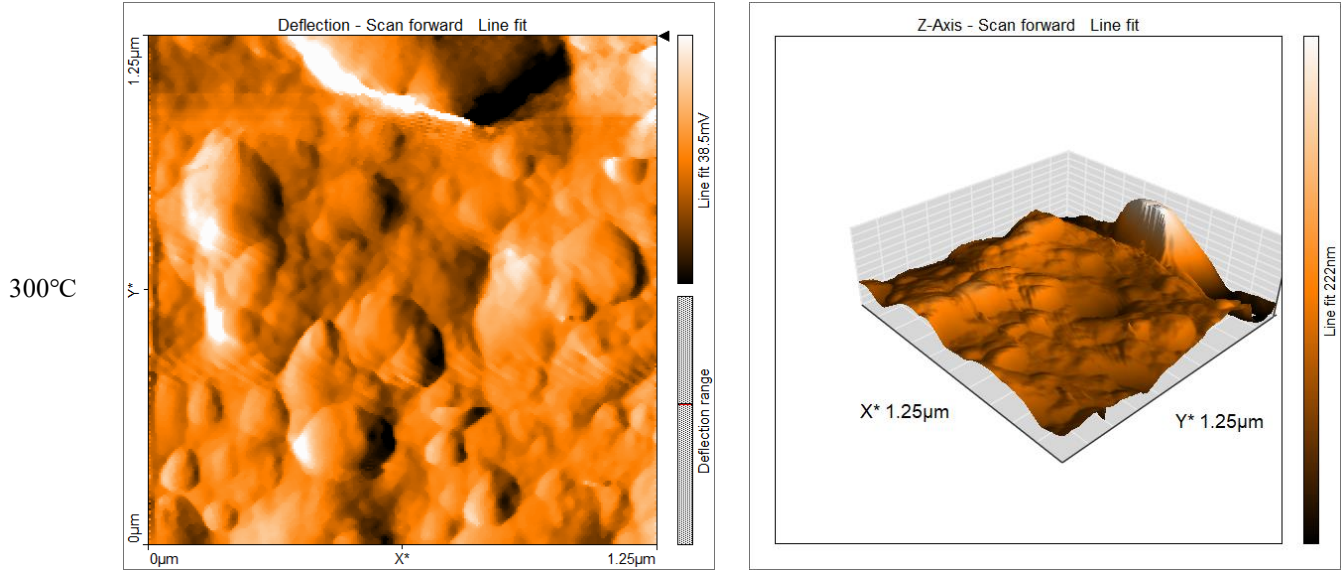 300℃
Deflection - Scan forward Line fit
1.25µm
Y*
0µm
0µm
X*
1.25µm
Line fit 38.5mV
Deflection range
Z-Axis - Scan forward Line fit
X* 1.25µm
Y* 1.25µm
Line fit 222nm